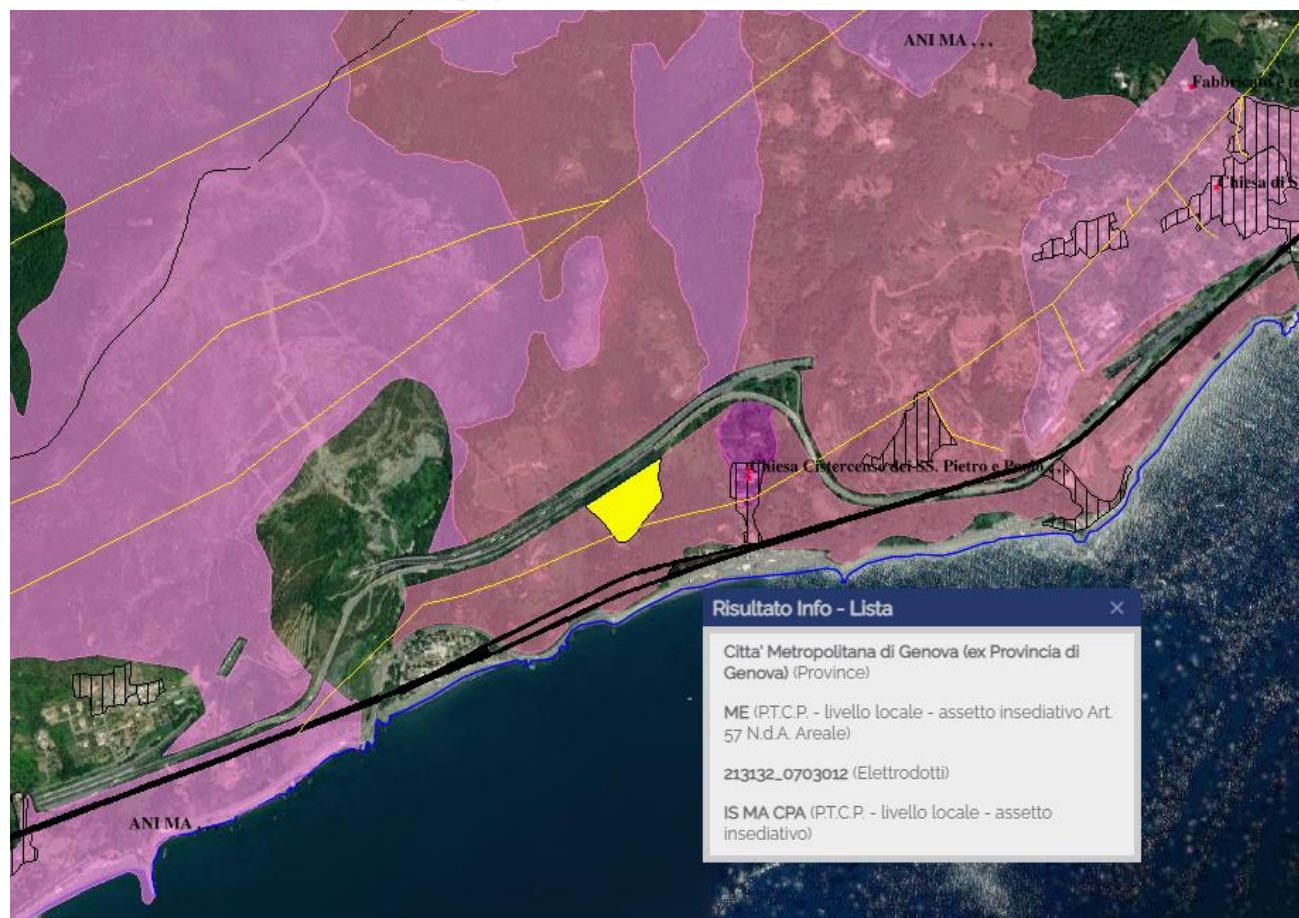 ANI MA , , ,
Fabbricato e te
Chiesa di S
Chiesa Cistercense dei SS. Pietro e Paolo , ,
Risultato Info - Lista
Citta' Metropolitana di Genova (ex Provincia di
Genova) (Province)
ME (P.T.C.P. - livello locale - assetto insediativo Art.
57 N.d.A. Areale)
213132_0703012 (Elettrodotti)
IS MA CPA (P.T.C.P. - livello locale - assetto
insediativo)
ANI MA , , ,